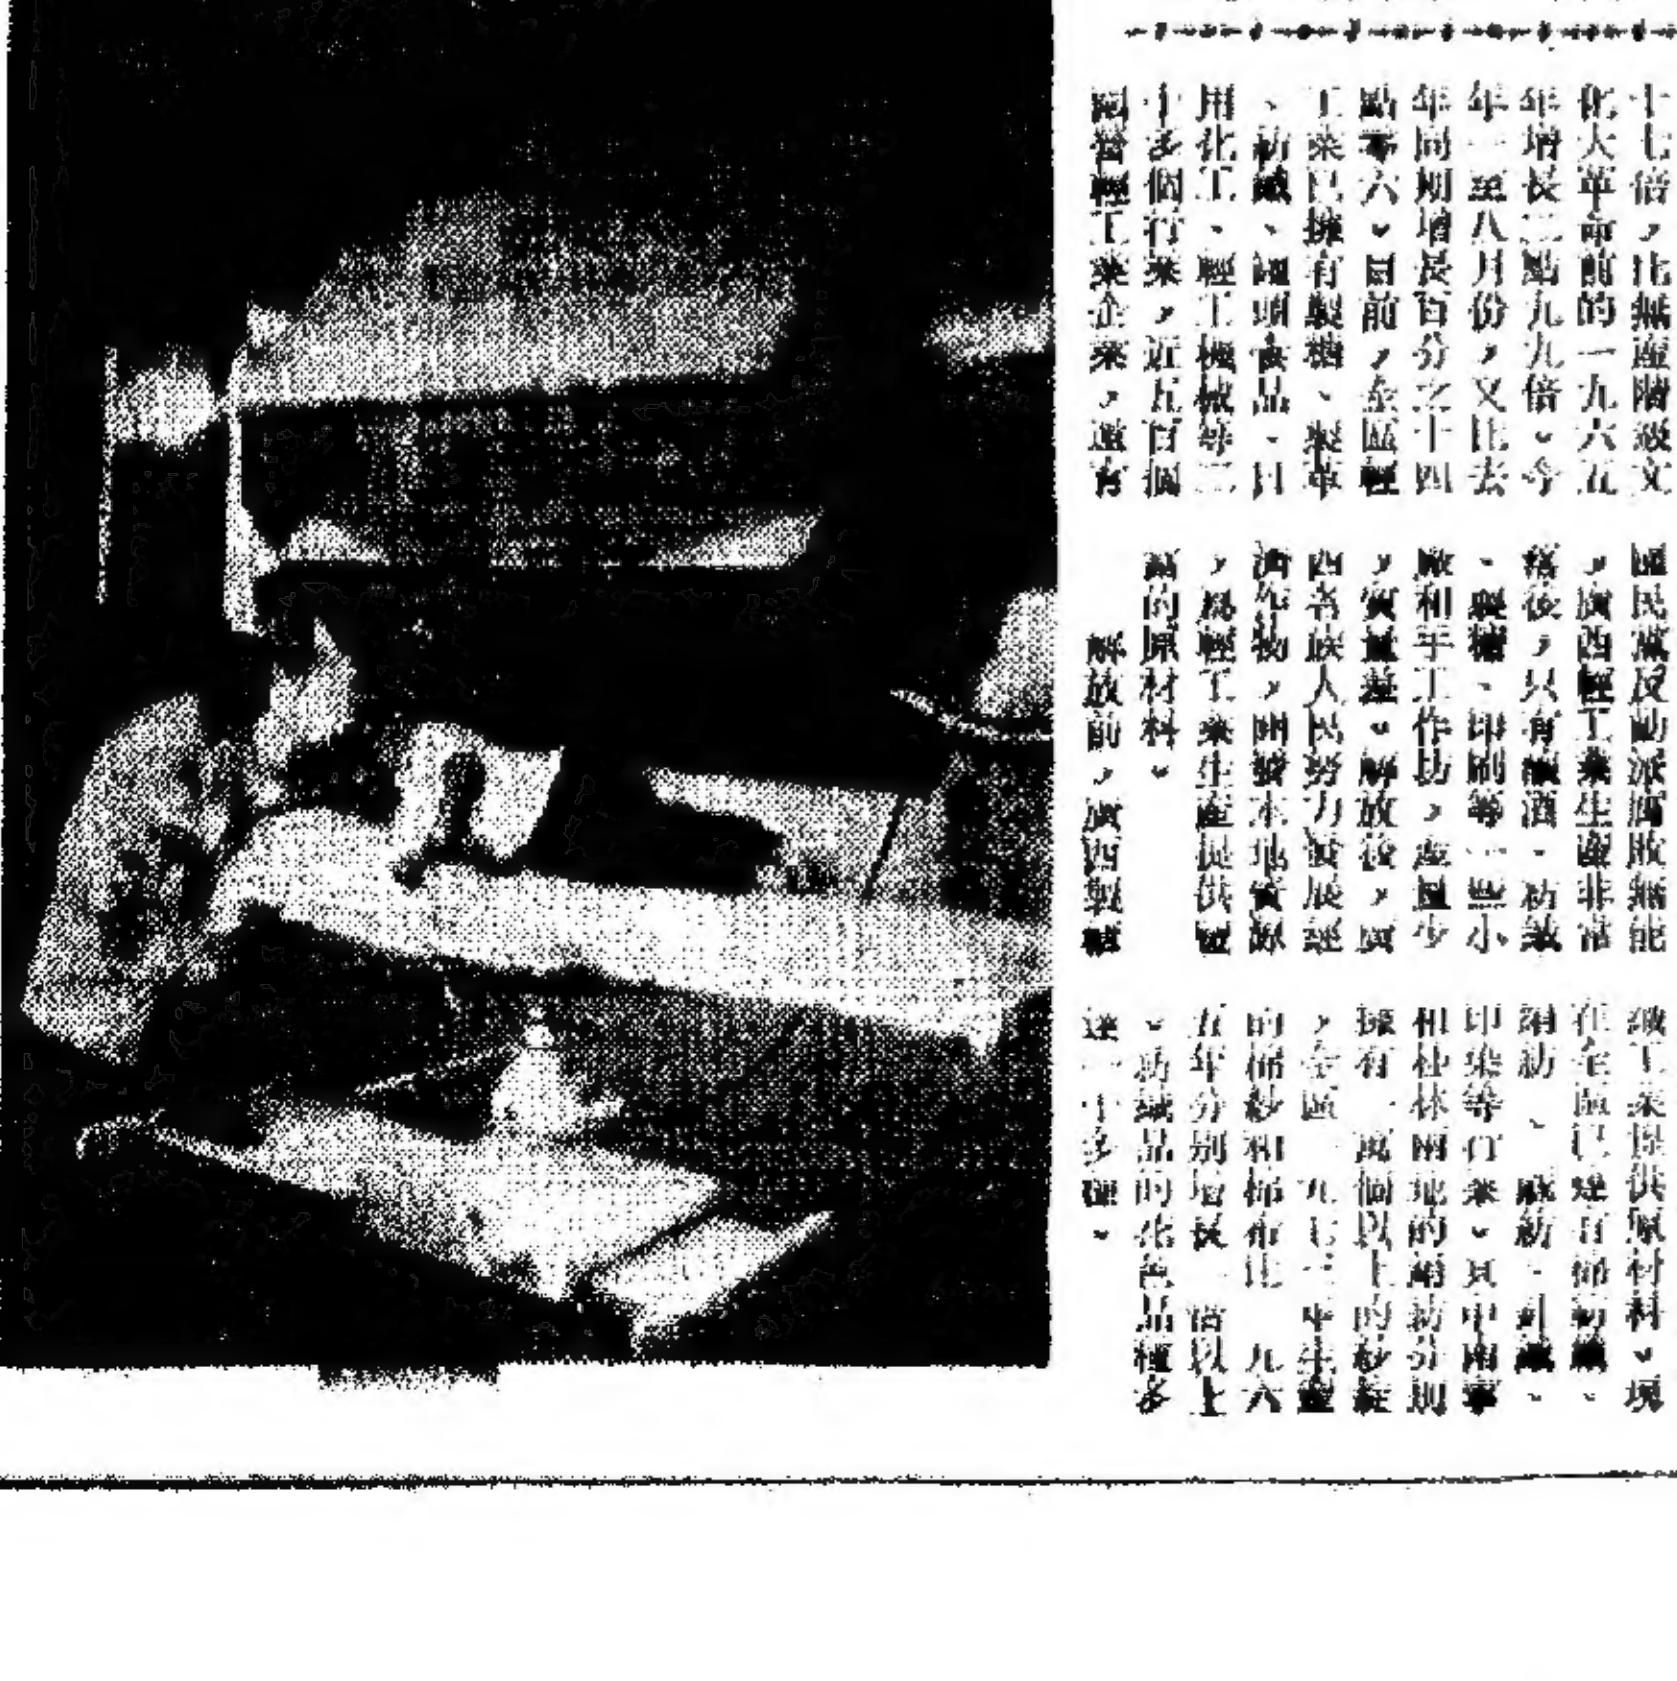 十七倍，比無產階級文
化大革命前的一九六五
年增長三點九九倍。今
年一至八月份，又比去
年同期增長百分之十四
點零六。目前，全區輕
工業已擁有製糖、製革
、紡織、罐頭食品、日
用化工、輕工機械等二
十多個行業，近五百個
國營輕工業企業，還有
國民黨反動派腐敗無能
，廣西輕工業生產非常
落後，只有釀酒、紡織
、製糖、印刷等一些小
廠和手工作坊，產量少
，質量差。解放後，廣
西各族人民努力發展經
濟作物，開發本地資源
，爲輕工業生產提供豐
富的原材料。
解放前，廣西製糖
織工業提供原材料。現
在全區已建有棉紡織、
絹紡、麻紡、針織、
印染等行業。其中南寧
和桂林兩地的棉紡分別
擁有一萬個以上的紗錠
，全區一九七三年生產
的棉紗和棉布比一九六
五年分別增長一倍以上
。紡織品的花色品種多
達一千多種。